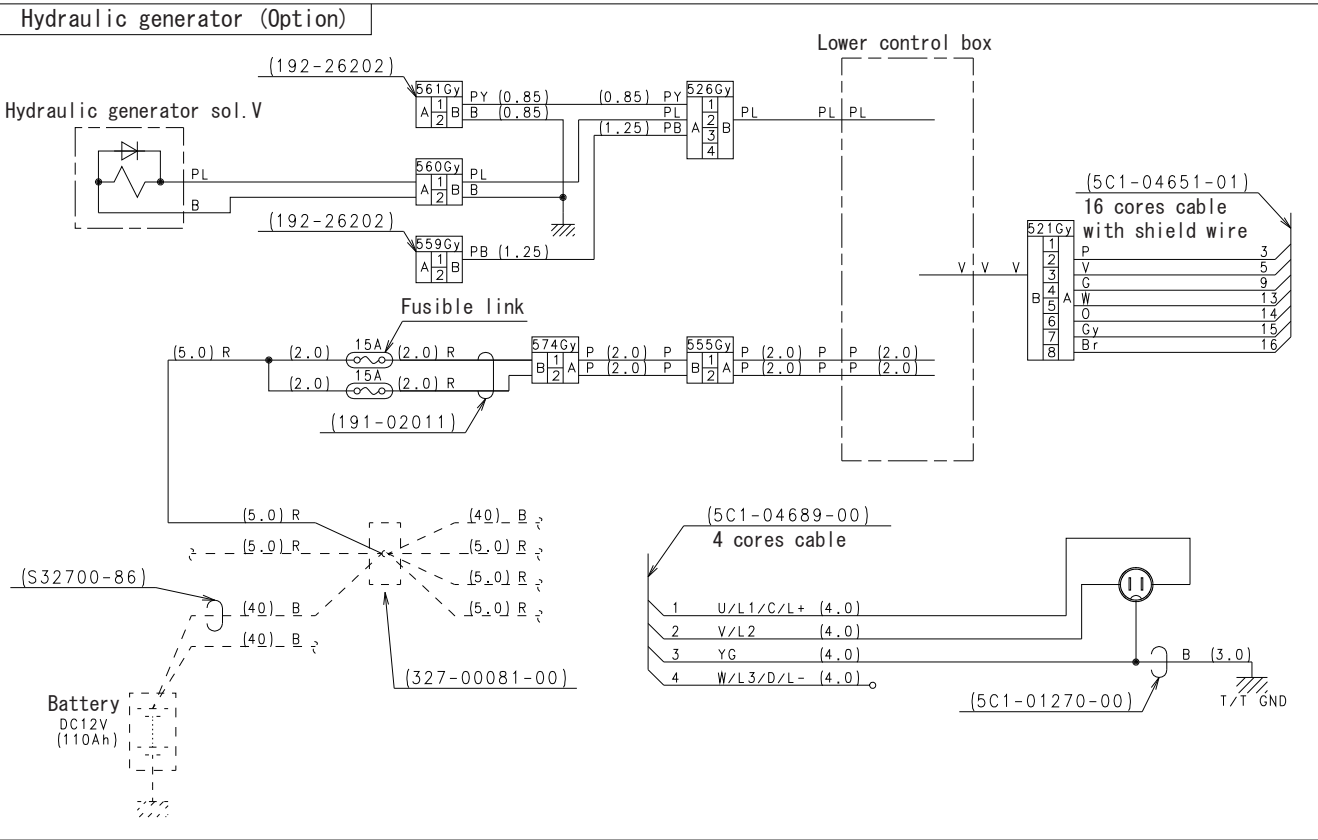 Hydraulic generator (Option)
Lower control box
(192-26202)
561Gy
A 1 2 B
PY (0.85)
B (0.85)
(0.85) PY
PL
(1.25) PB
526Gy
A 1 2 3 4 B
PL
PL
PL
Hydraulic generator sol.V
PL
B
560Gy
A 1 2 B
PL
B
(192-26202)
559Gy
A 1 2 B
PB (1.25)
(5C1-04651-01)
16 cores cable
with shield wire
521Gy
B 1 2 3 4 5 6 7 8 A
V V V
P 3
V 5
G 9
W 13
O 14
Gy 15
Br 16
Fusible link
(5.0) R
(2.0) 15A (2.0) R
(2.0) 15A (2.0) R
574Gy
B 1 2 A
P (2.0) P
P (2.0) P
555Gy
B 1 2 A
P (2.0) P P (2.0)
P (2.0) P P (2.0)
(191-02011)
(5.0) R
(5.0) R
(40) B
(5.0) R
(5.0) R
(5.0) R
(S32700-86)
(40) B
(40) B
(327-00081-00)
Battery
DC12V
(110Ah)
(5C1-04689-00)
4 cores cable
1 U/L1/C/L+ (4.0)
2 V/L2 (4.0)
3 YG (4.0)
4 W/L3/D/L- (4.0)
B (3.0)
(5C1-01270-00)
T/T GND